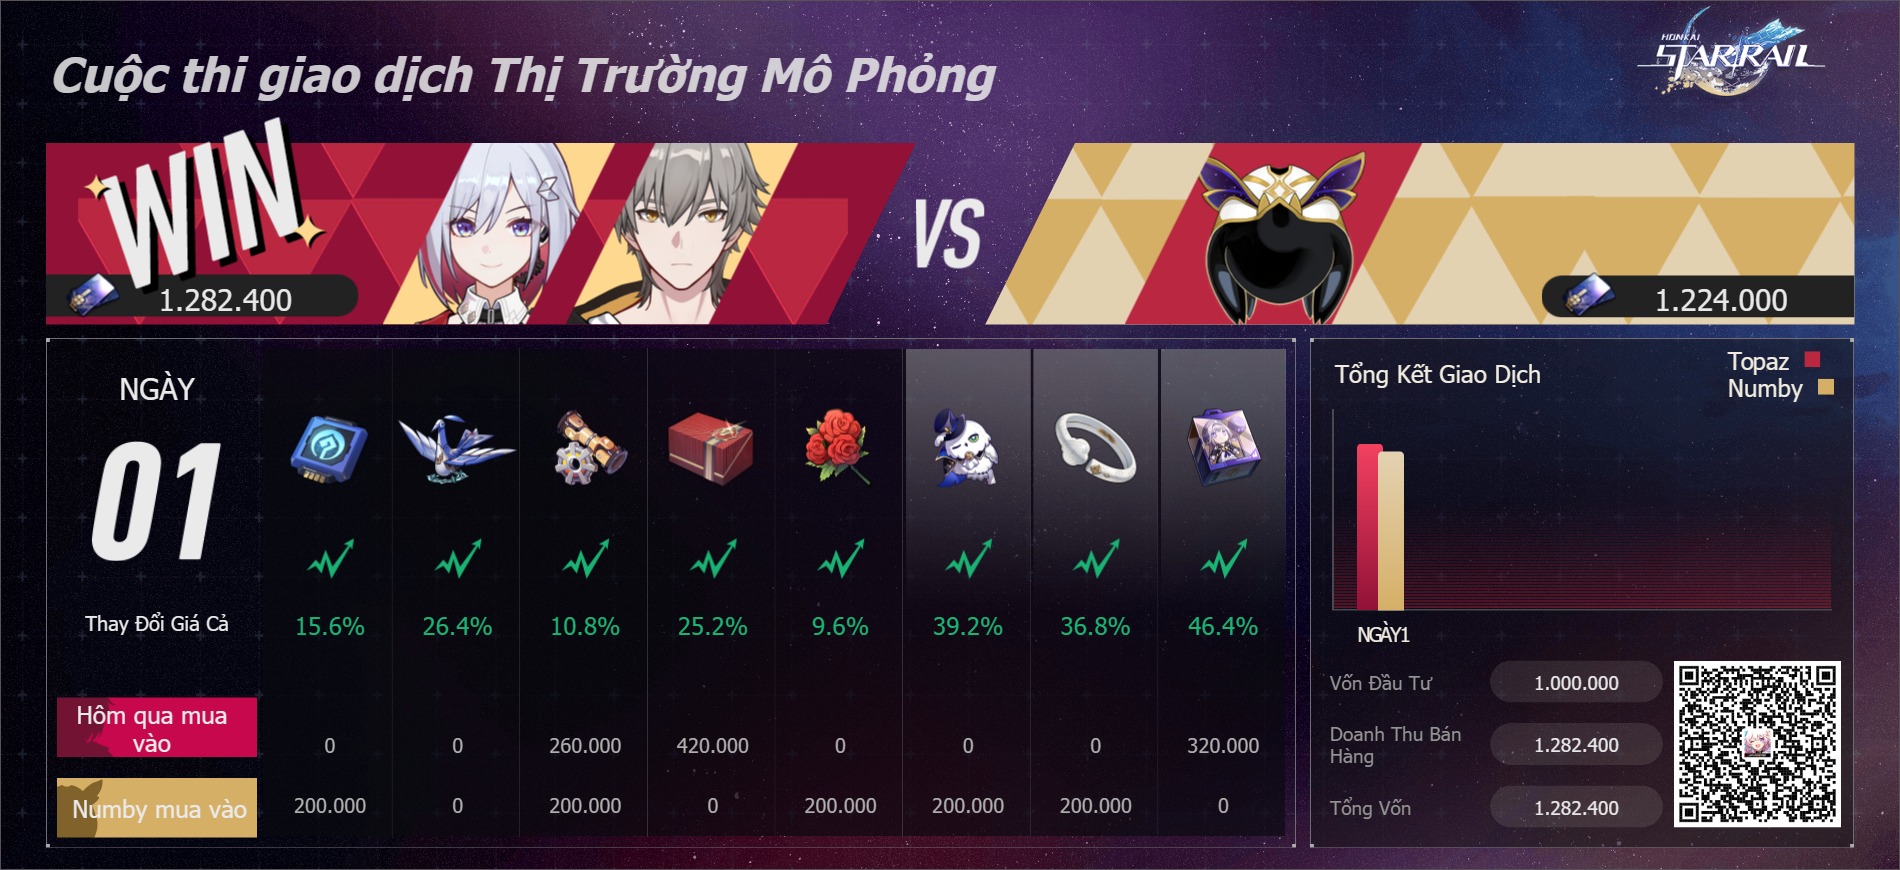 Cuộc thi giao dịch Thị Trường Mô Phỏng
HONKAI
STAR RAIL
WIN
1.282.400
VS
1.224.000
NGÀY
01
Thay Đổi Giá Cả
15.6% 26.4% 10.8% 25.2% 9.6% 39.2% 36.8% 46.4%
Hôm qua mua
vào
0 0 260.000 420.000 0 0 0 320.000
Numby mua vào
200.000 0 200.000 0 200.000 200.000 200.000 0
Tổng Kết Giao Dịch
Topaz
Numby
NGÀY1
Vốn Đầu Tư 1.000.000
Doanh Thu Bán
Hàng
1.282.400
Tổng Vốn 1.282.400